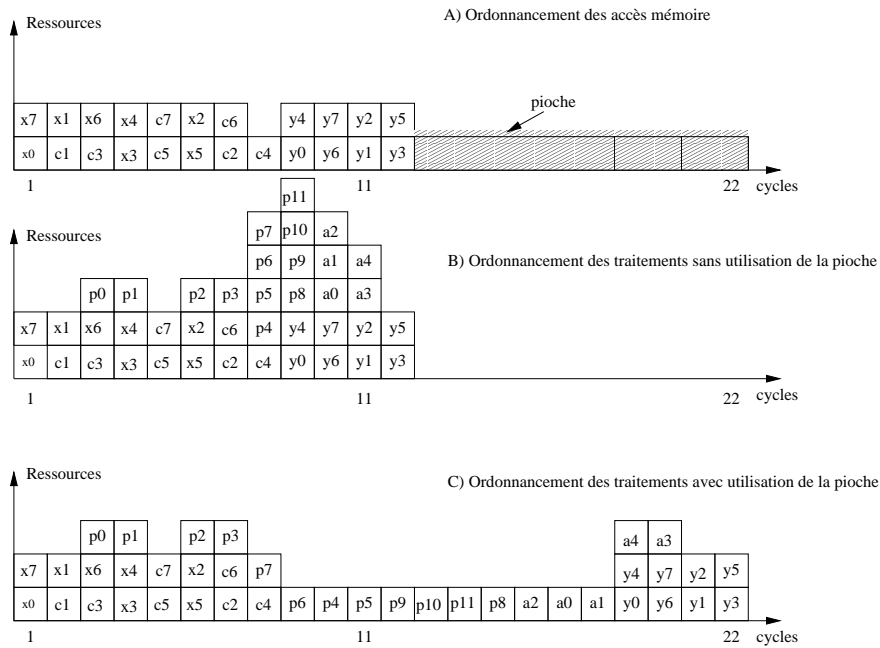 A) Ordonnancement des accès mémoire
Ressources
pioche
x7 x1 x6 x4 c7 x2 c6 y4 y7 y2 y5
x0 c1 c3 x3 c5 x5 c2 c4 y0 y6 y1 y3
1 11 22 cycles
p11
Ressources
p7 p10 a2
p6 p9 a1 a4
B) Ordonnancement des traitements sans utilisation de la pioche
p0 p1 p2 p3 p5 p8 a0 a3
x7 x1 x6 x4 c7 x2 c6 p4 y4 y7 y2 y5
x0 c1 c3 x3 c5 x5 c2 c4 y0 y6 y1 y3
1 11 22 cycles
Ressources
C) Ordonnancement des traitements avec utilisation de la pioche
p0 p1 p2 p3 a4 a3
x7 x1 x6 x4 c7 x2 c6 p7 y4 y7 y2 y5
x0 c1 c3 x3 c5 x5 c2 c4 p6 p4 p5 p9 p10 p11 p8 a2 a0 a1 y0 y6 y1 y3
1 11 22 cycles